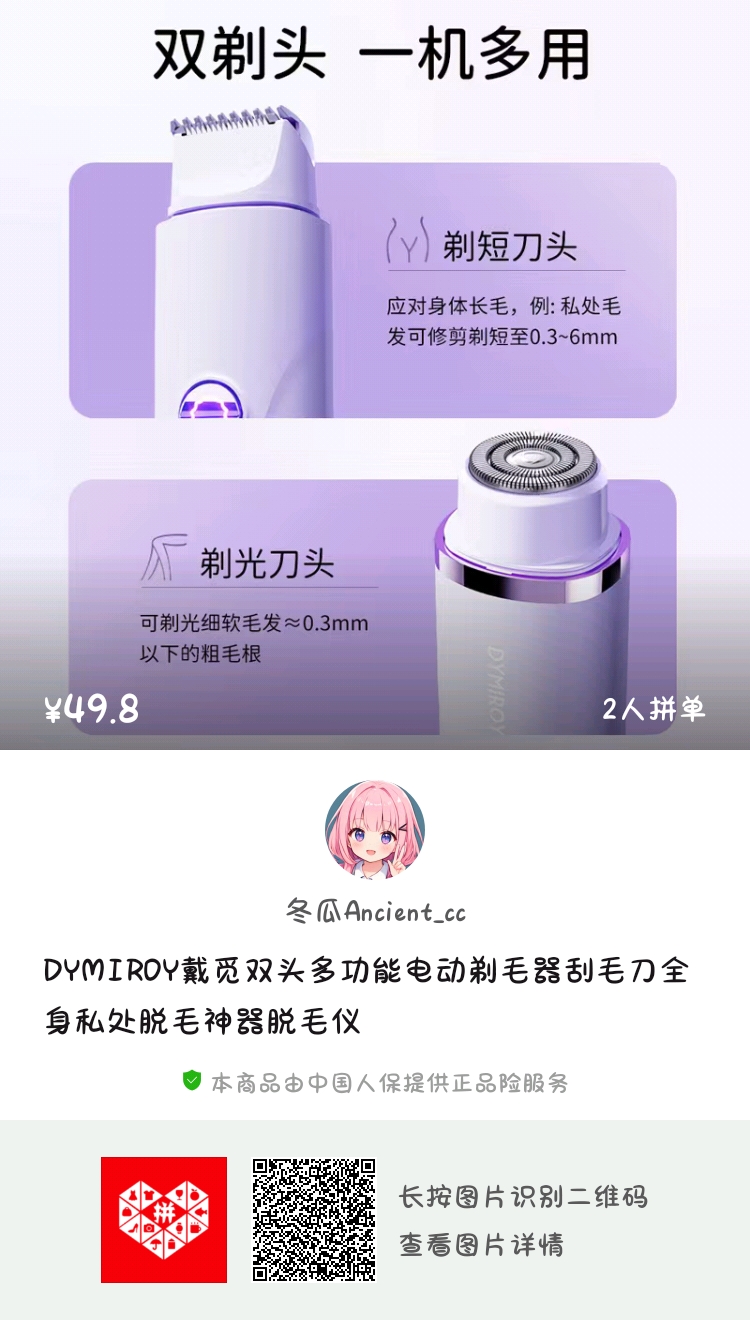 双剃头 一机多用
剃短刀头
应对身体长毛，例: 私处毛
发可修剪剃短至0.3~6mm
剃光刀头
可剃光细软毛发≈0.3mm
以下的粗毛根
DYMIROY
¥49.8
2人拼单
冬瓜Ancient_cc
DYMIROY戴觅双头多功能电动剃毛器刮毛刀全
身私处脱毛神器脱毛仪
本商品由中国人保提供正品险服务
拼
长按图片识别二维码
查看图片详情